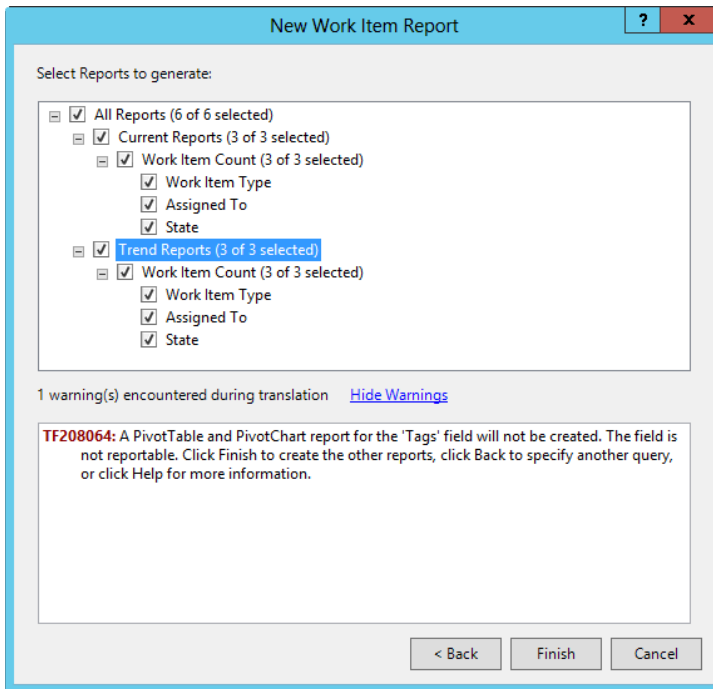 New Work Item Report
?
x
Select Reports to generate:
All Reports (6 of 6 selected)
Current Reports (3 of 3 selected)
Work Item Count (3 of 3 selected)
Work Item Type
Assigned To
State
Trend Reports (3 of 3 selected)
Work Item Count (3 of 3 selected)
Work Item Type
Assigned To
State
1 warning(s) encountered during translation Hide Warnings
TF208064: A PivotTable and PivotChart report for the 'Tags' field will not be created. The field is
not reportable. Click Finish to create the other reports, click Back to specify another query,
or click Help for more information.
< Back Finish Cancel